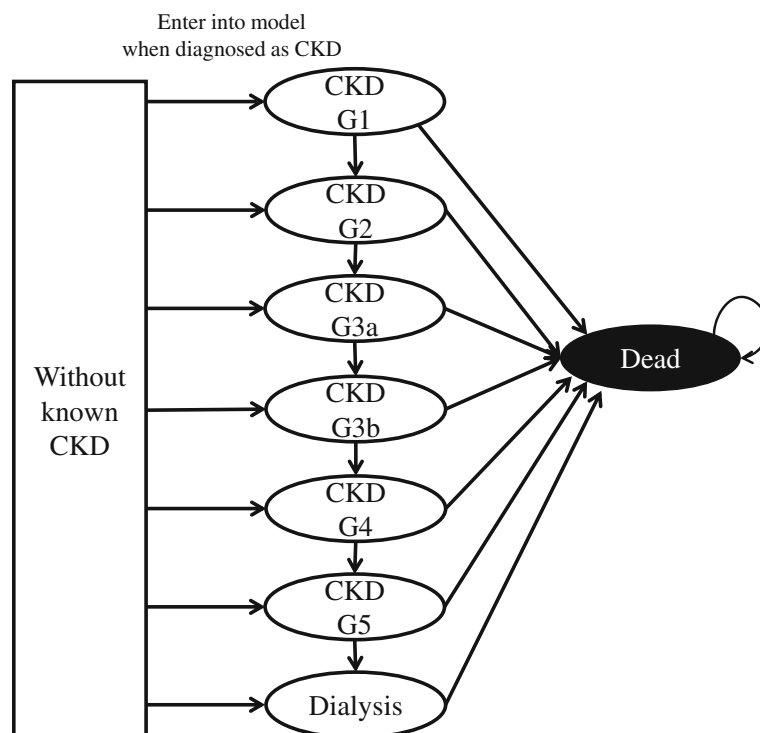 Enter into model
when diagnosed as CKD
Without
known
CKD
CKD
G1
CKD
G2
CKD
G3a
CKD
G3b
CKD
G4
CKD
G5
Dialysis
Dead